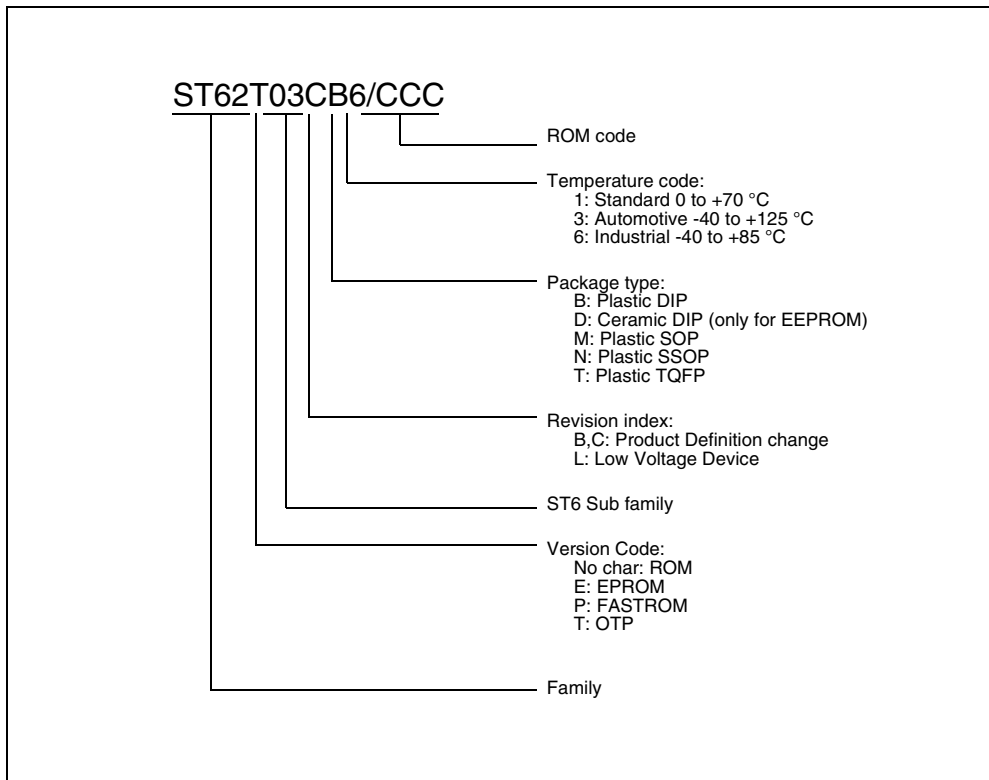 ST62T03CB6/CCC
ROM code
Temperature code:
1: Standard 0 to +70 °C
3: Automotive -40 to +125 °C
6: Industrial -40 to +85 °C
Package type:
B: Plastic DIP
D: Ceramic DIP (only for EEPROM)
M: Plastic SOP
N: Plastic SSOP
T: Plastic TQFP
Revision index:
B,C: Product Definition change
L: Low Voltage Device
ST6 Sub family
Version Code:
No char: ROM
E: EPROM
P: FASTROM
T: OTP
Family